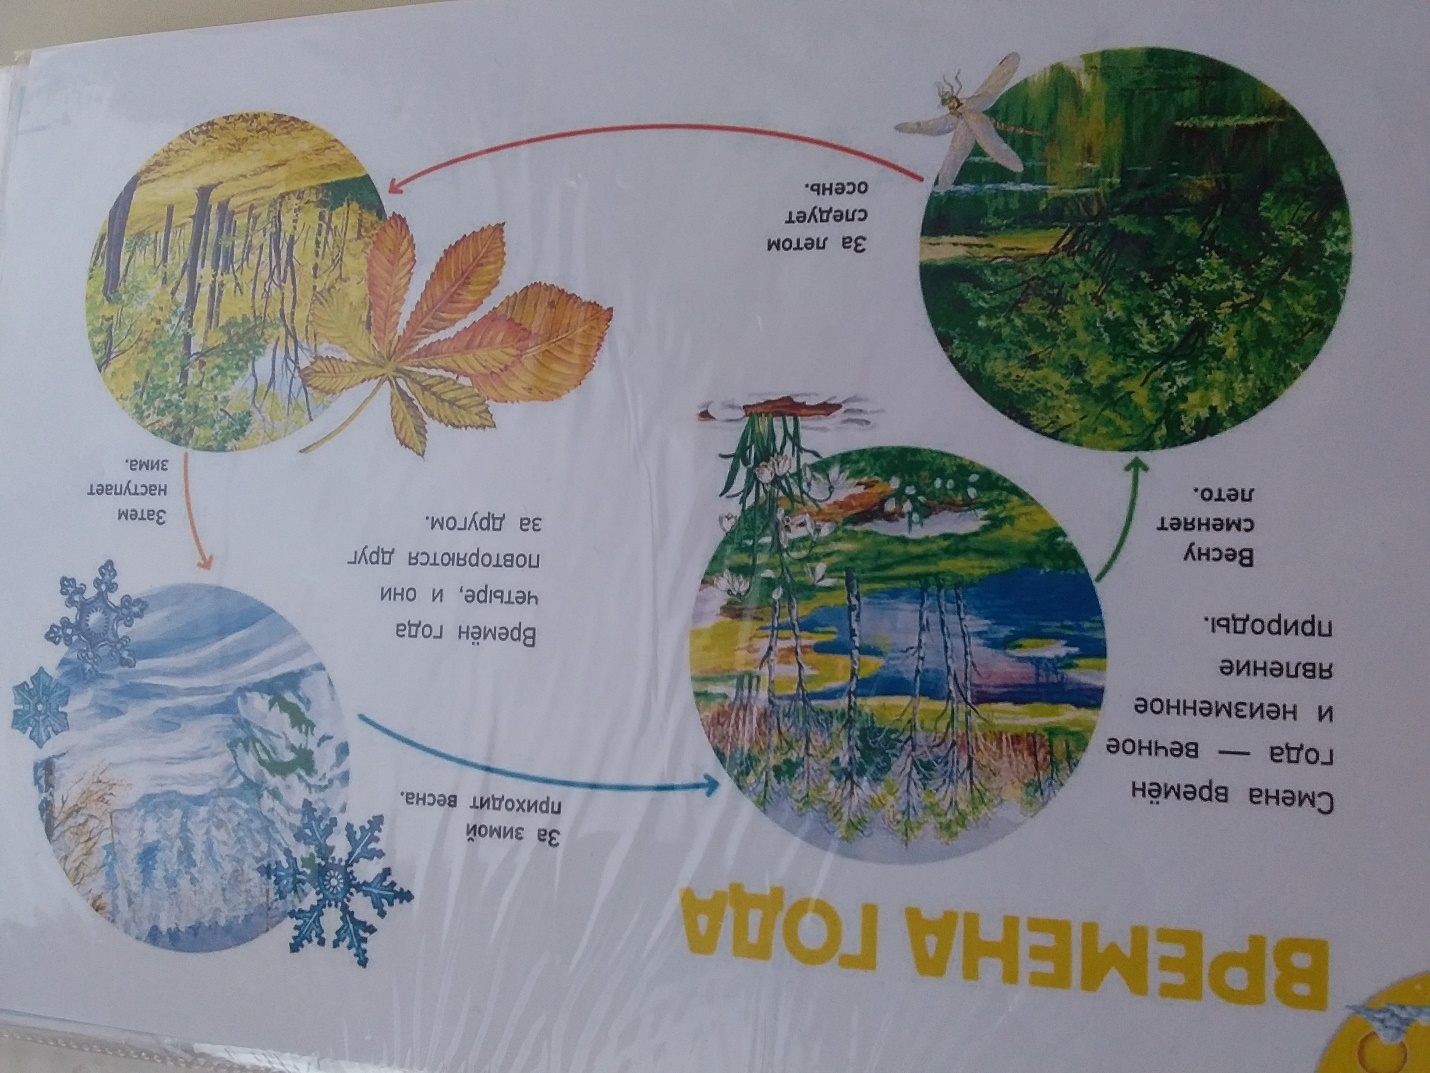 ВРЕМЕНА ГОДА
Смена времён
года — вечное
и неизменное
явление
природы.
Весну
сменяет
лето.
За летом
следует
осень.
Затем
наступает
зима.
За зимой
приходит весна.
Времён года
четыре, и они
повторяются друг
за другом.